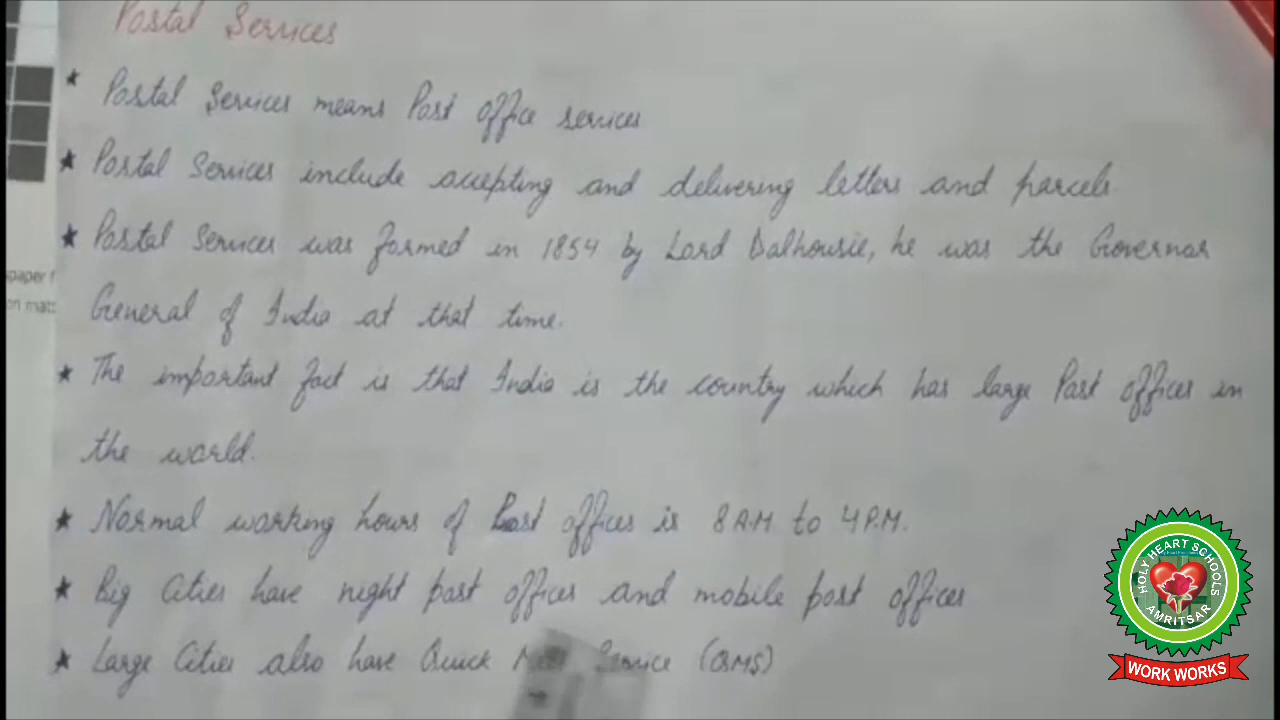 Postal Services
★ Postal Services means Post office services
★ Postal Services include accepting and delivering letters and parcels.
★ Postal Services was formed in 1854 by Lord Dalhousie, he was the Governor
General of India at that time.
★ The important fact is that India is the country which has large Post offices in
the world.
★ Normal working hours of Post offices is 8 A.M. to 4 P.M.
★ Big Cities have night post offices and mobile post offices
★ Large Cities also have Quick Service (QMS)
paper f
on matt
HOLY HEART SCHOOLS
AMRITSAR
WORK WORKS